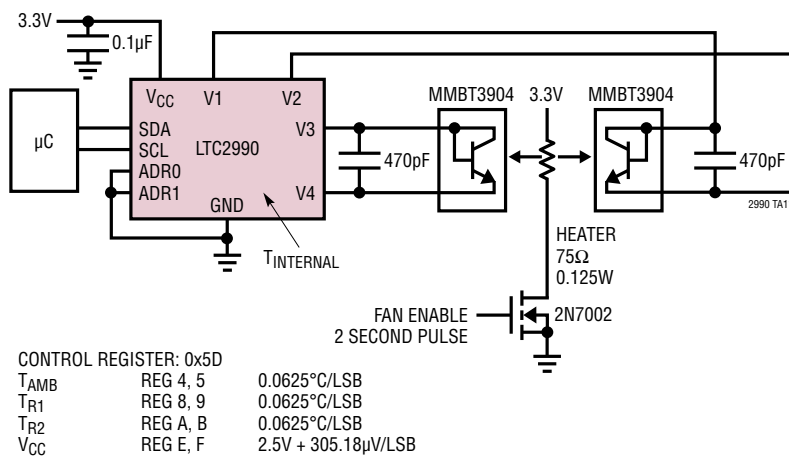 3.3V
0.1µF
VCC
V1
V2
MMBT3904
3.3V
MMBT3904
µC
SDA
SCL
ADR0
ADR1
LTC2990
V3
V4
GND
470pF
470pF
2990 TA1
TINTERNAL
HEATER
75Ω
0.125W
FAN ENABLE
2 SECOND PULSE
2N7002
CONTROL REGISTER: 0x5D
TAMB REG 4, 5 0.0625°C/LSB
TR1 REG 8, 9 0.0625°C/LSB
TR2 REG A, B 0.0625°C/LSB
VCC REG E, F 2.5V + 305.18µV/LSB